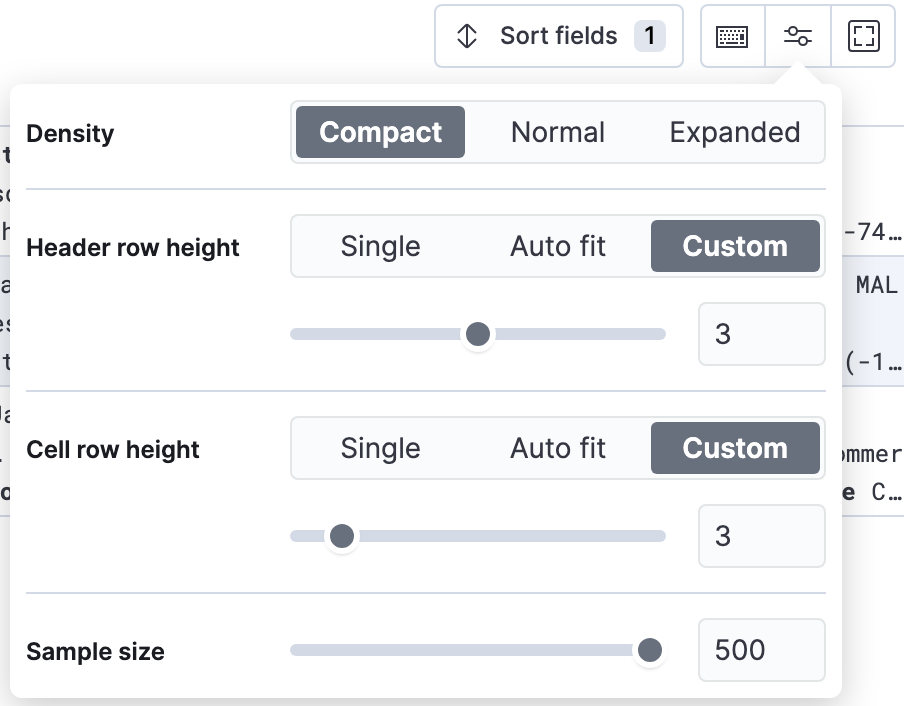 Sort fields 1
Density Compact Normal Expanded
-74…
Header row height Single Auto fit Custom
MAL
3
(-1…
Cell row height Single Auto fit Custom
ommer
e C…
3
Sample size 500